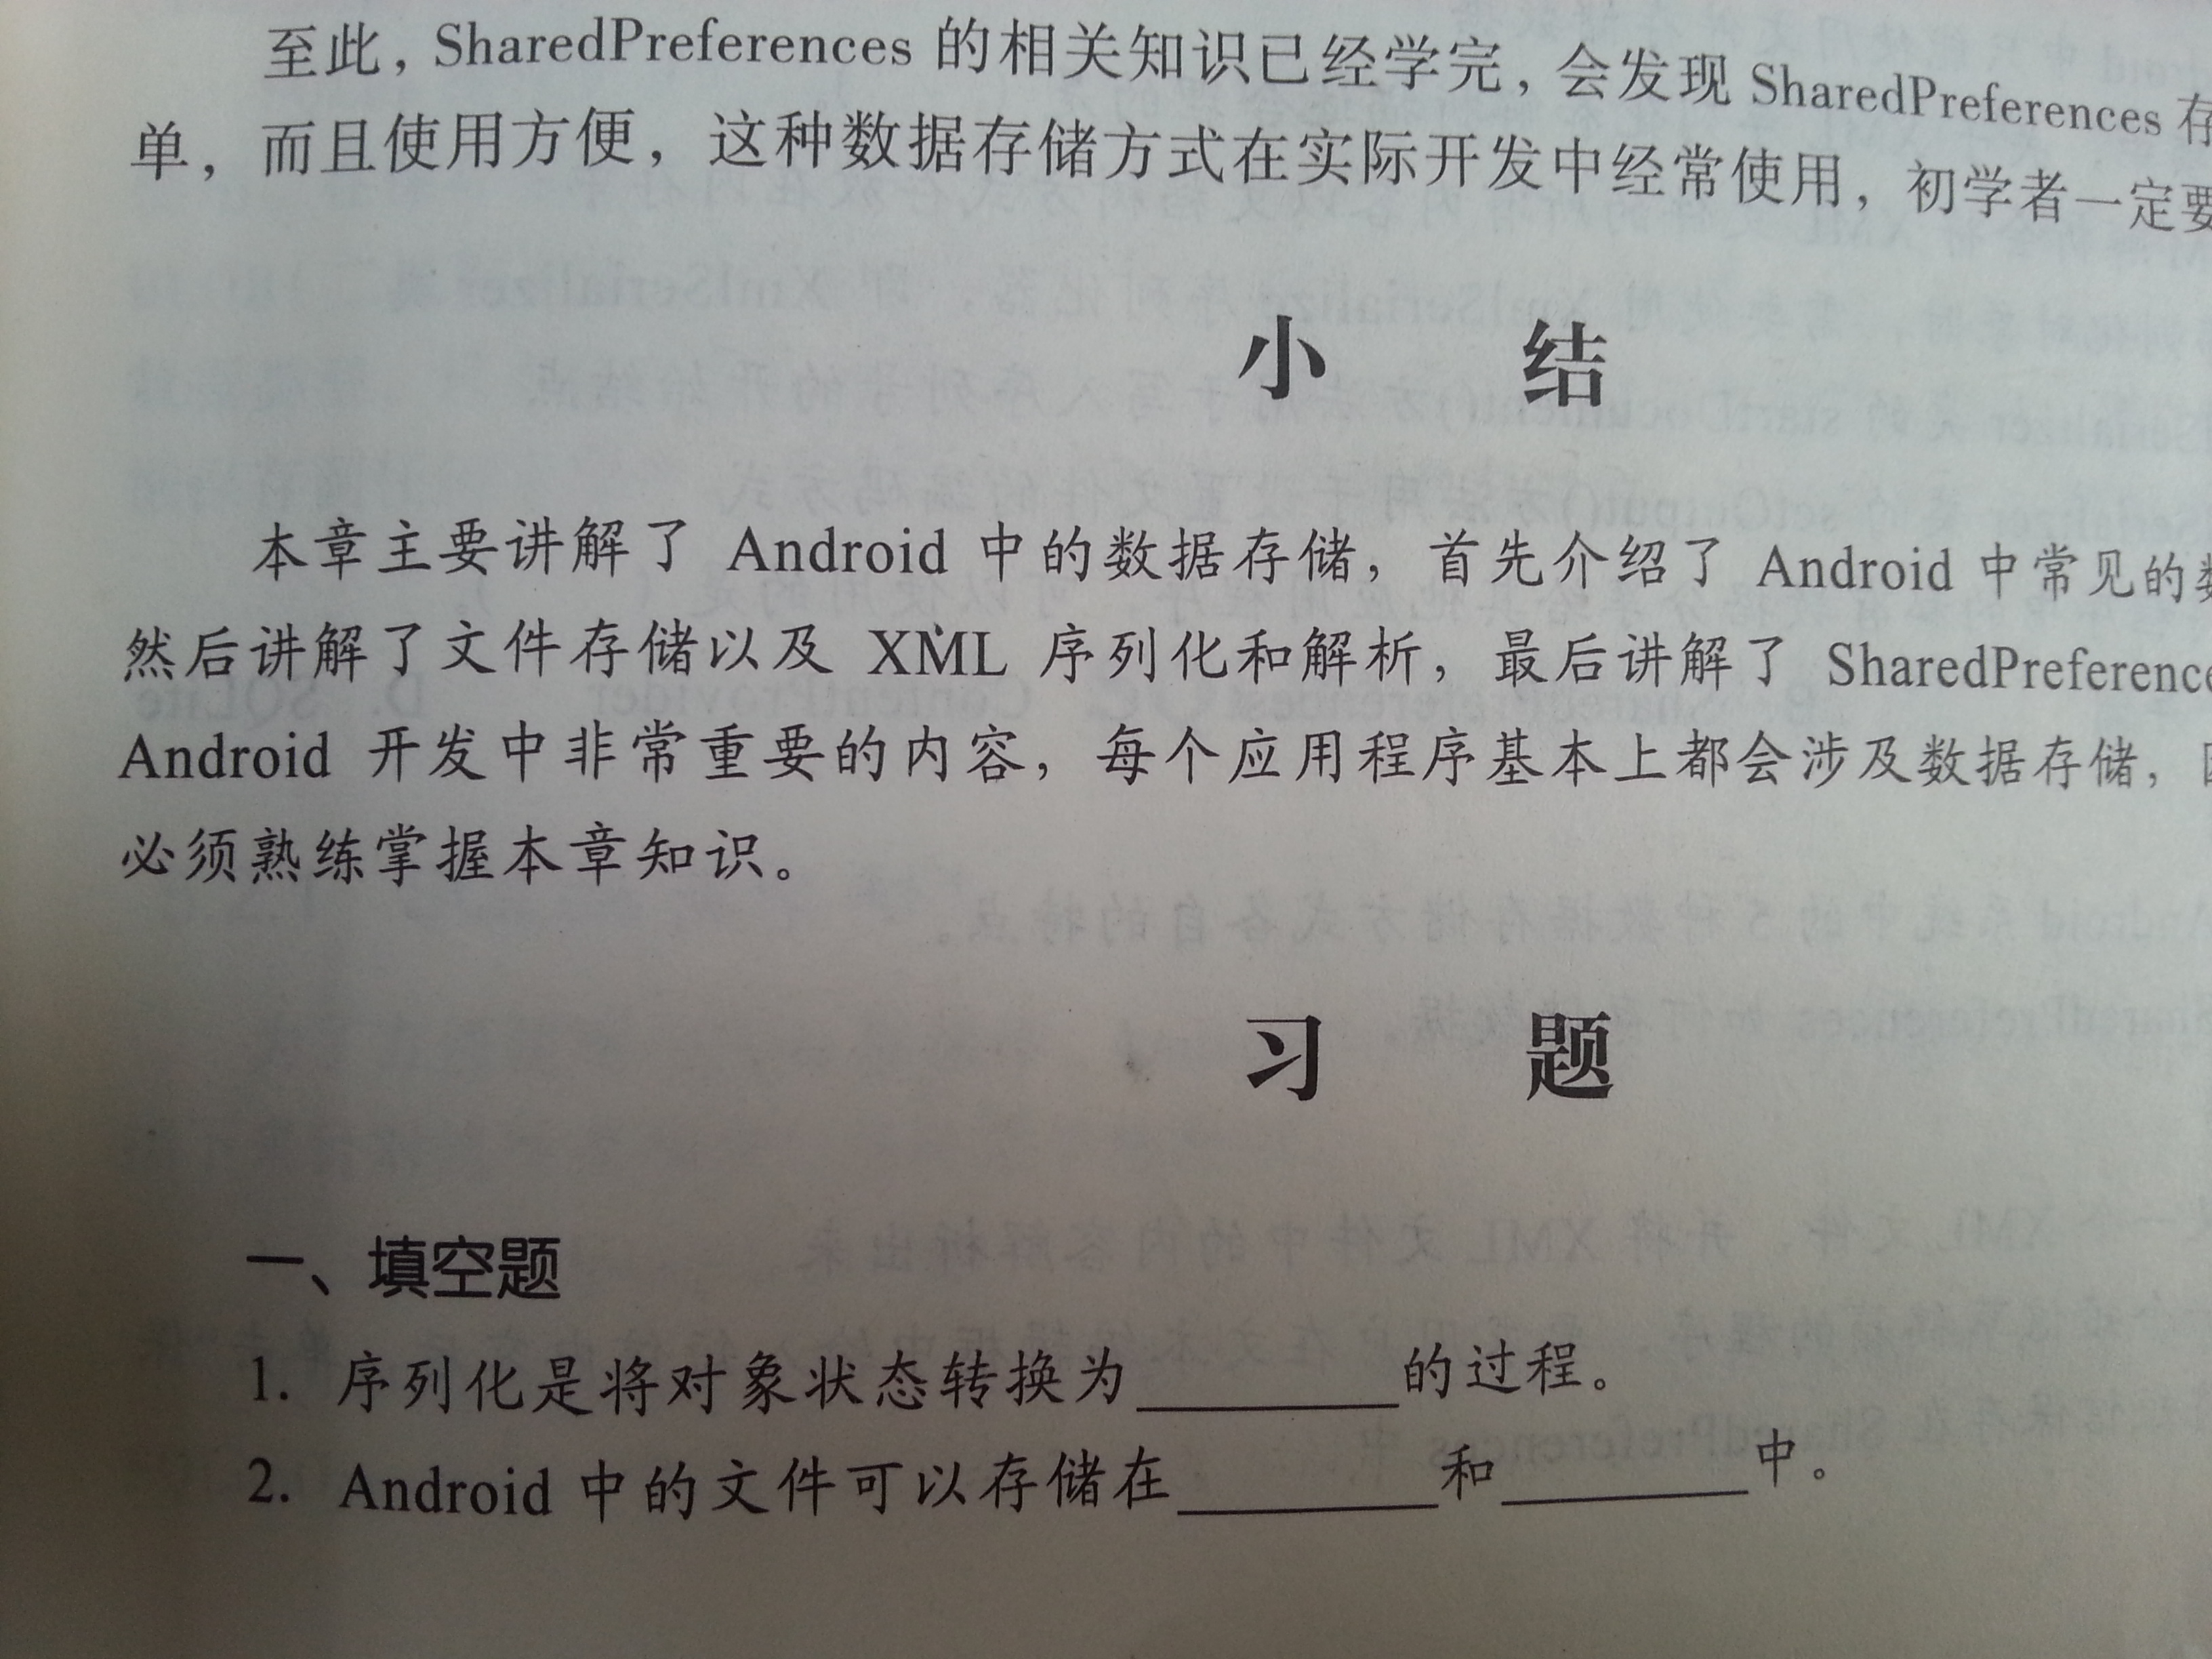 至此，SharedPreferences 的相关知识已经学完，会发现 SharedPreferences 存
单，而且使用方便，这种数据存储方式在实际开发中经常使用，初学者一定要
小 结
本章主要讲解了 Android 中的数据存储，首先介绍了 Android 中常见的数
然后讲解了文件存储以及 XML 序列化和解析，最后讲解了 SharedPreference
Android 开发中非常重要的内容，每个应用程序基本上都会涉及数据存储，
必须熟练掌握本章知识。
习 题
一、填空题
1. 序列化是将对象状态转换为________的过程。
2. Android 中的文件可以存储在________和________中。